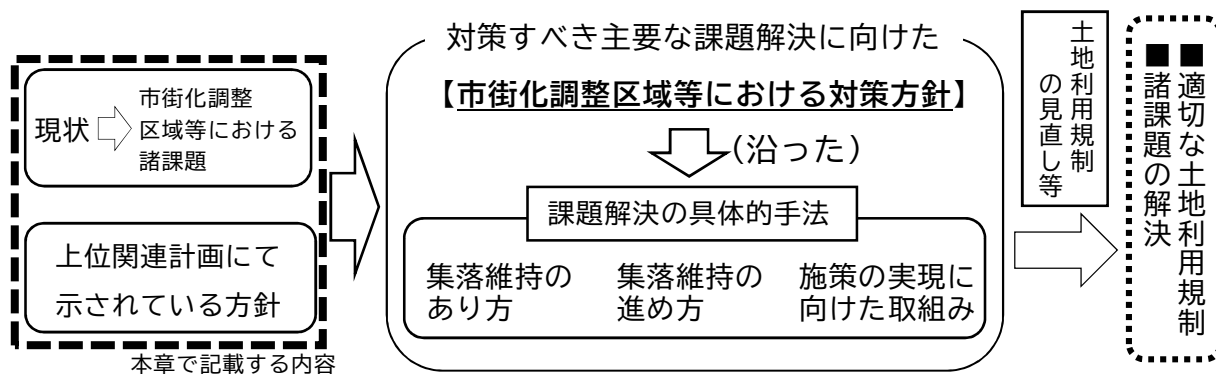 現状
市街化調整
区域等における
諸課題
上位関連計画にて
示されている方針
本章で記載する内容
対策すべき主要な課題解決に向けた
【市街化調整区域等における対策方針】
(沿った)
課題解決の具体的手法
集落維持の
あり方
集落維持の
進め方
施策の実現に
向けた取組み
土地利用規制
の見直し等
■適切な土地利用規制
■諸課題の解決